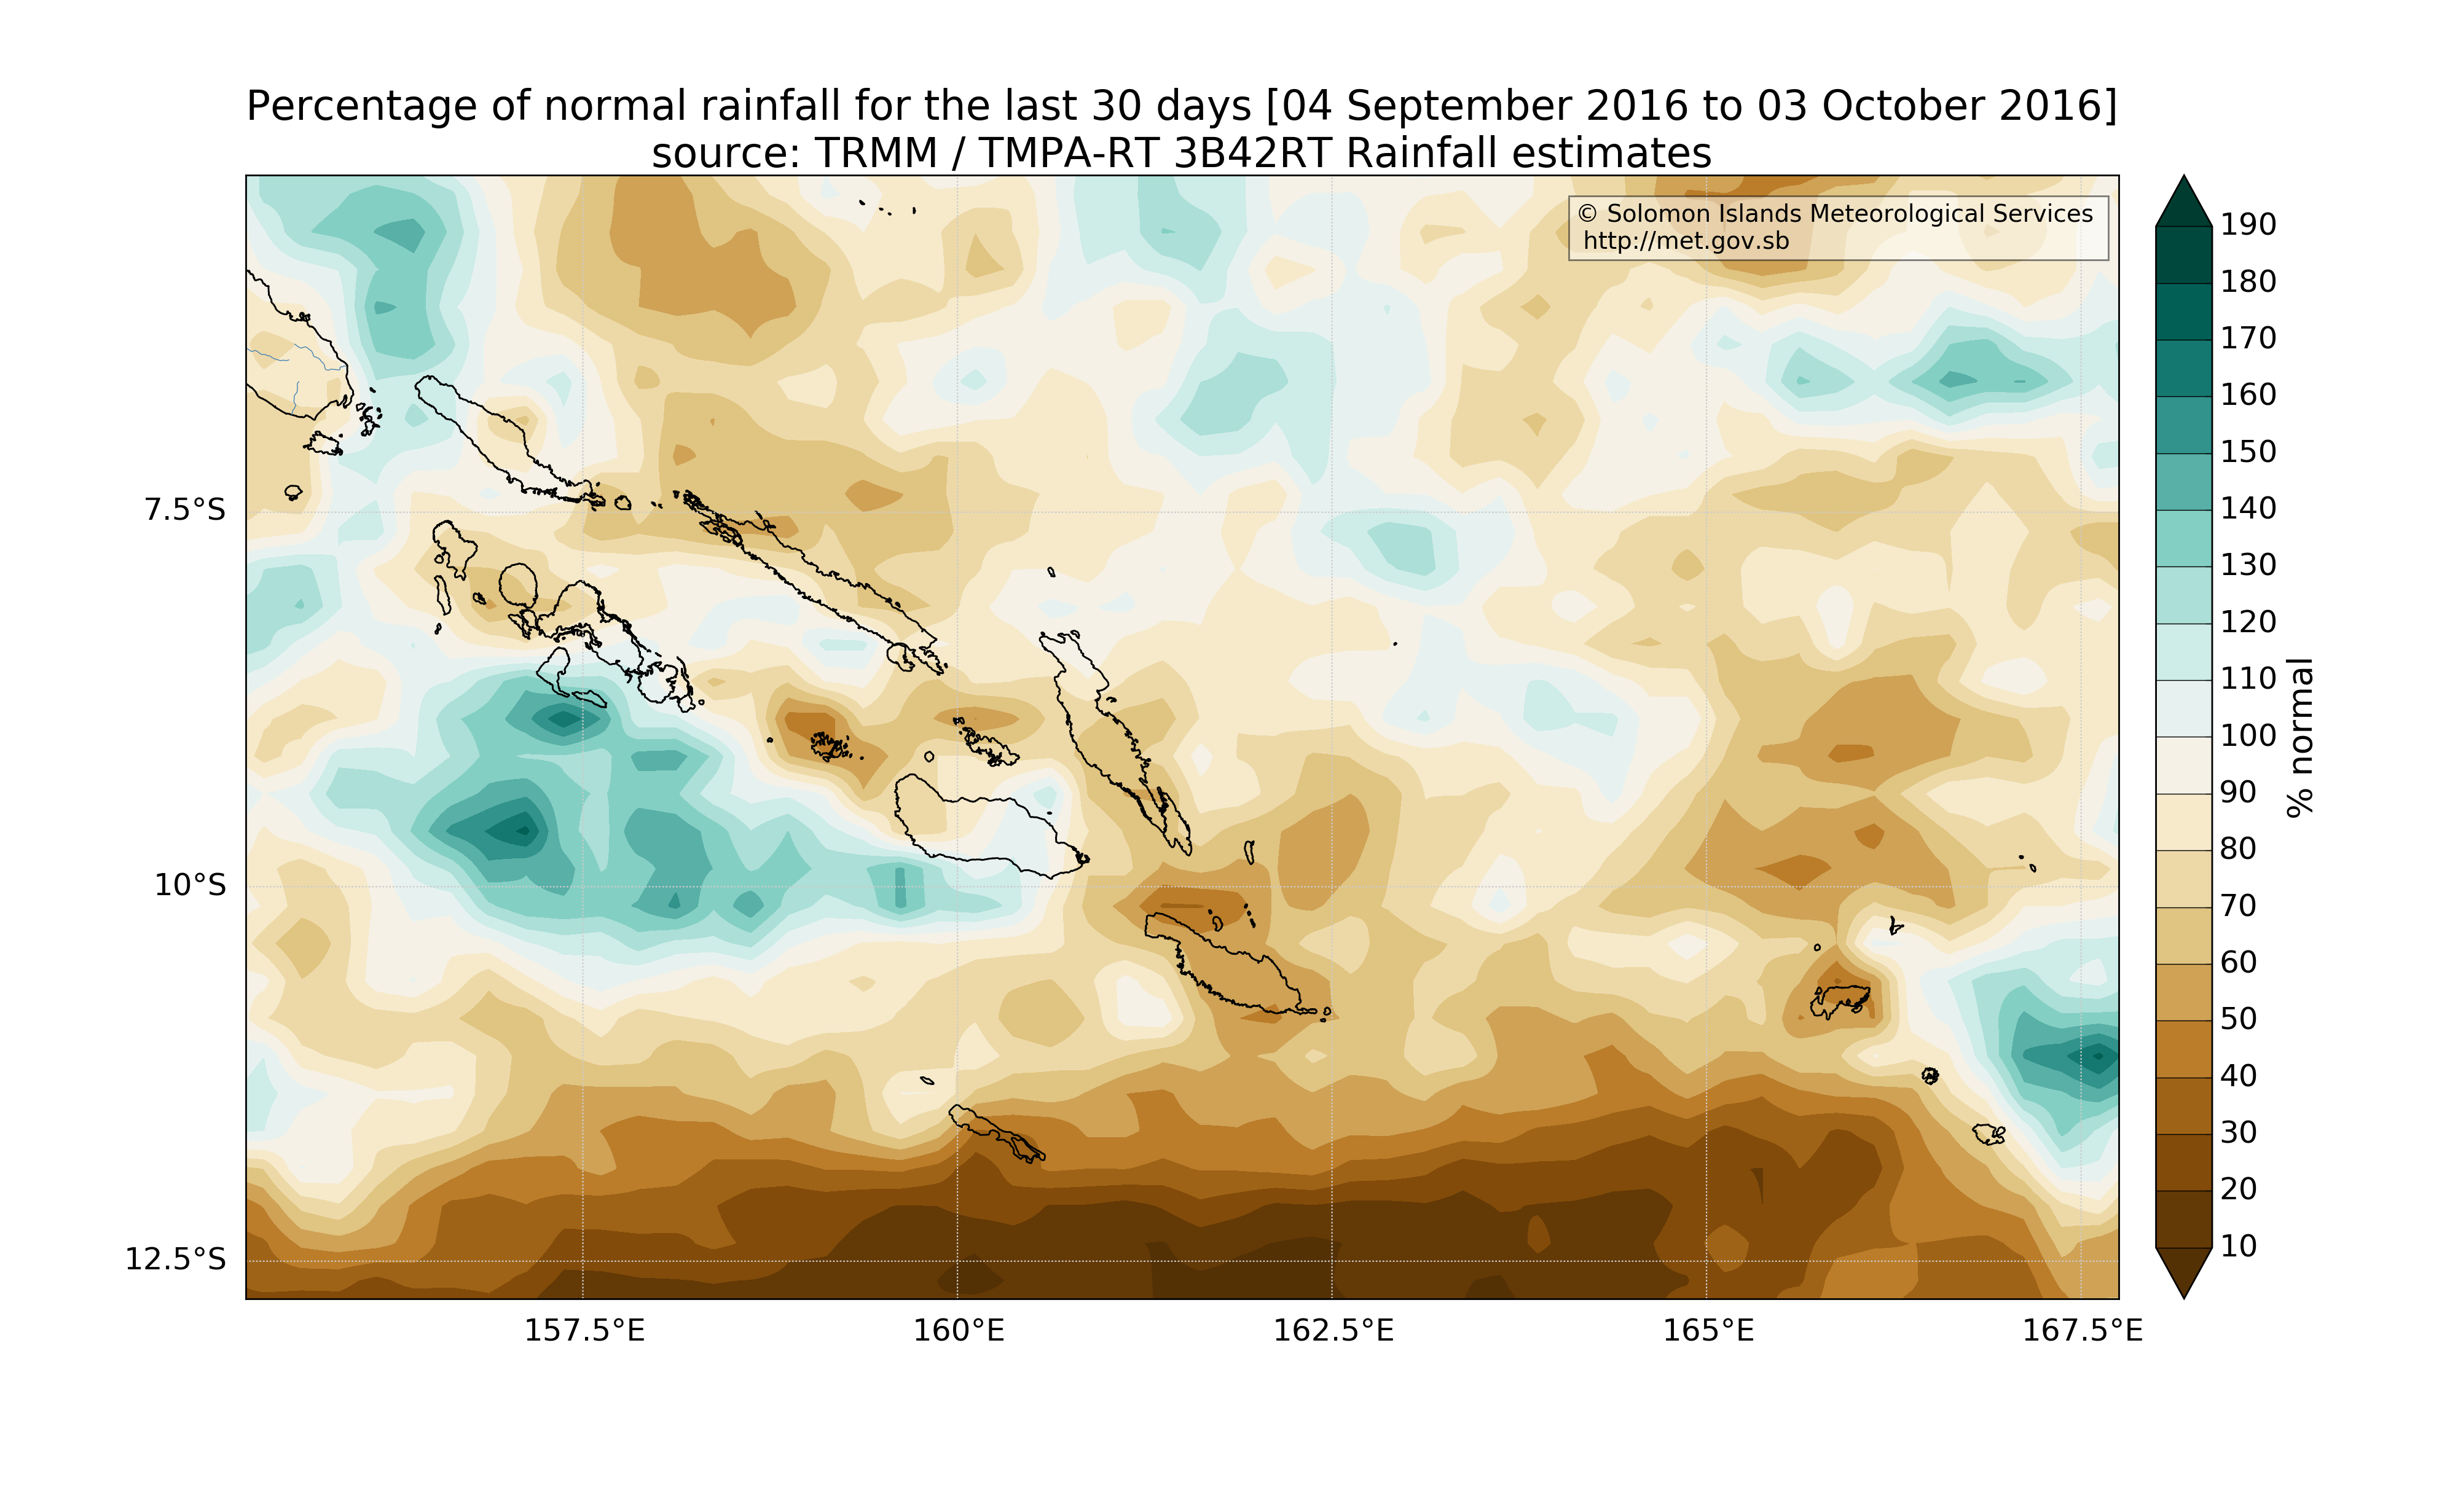 Percentage of normal rainfall for the last 30 days [04 September 2016 to 03 October 2016]
source: TRMM / TMPA-RT 3B42RT Rainfall estimates
© Solomon Islands Meteorological Services
http://met.gov.sb
7.5°S
10°S
12.5°S
157.5°E
160°E
162.5°E
165°E
167.5°E
190
180
170
160
150
140
130
120
110
100
90
80
70
60
50
40
30
20
10
% normal